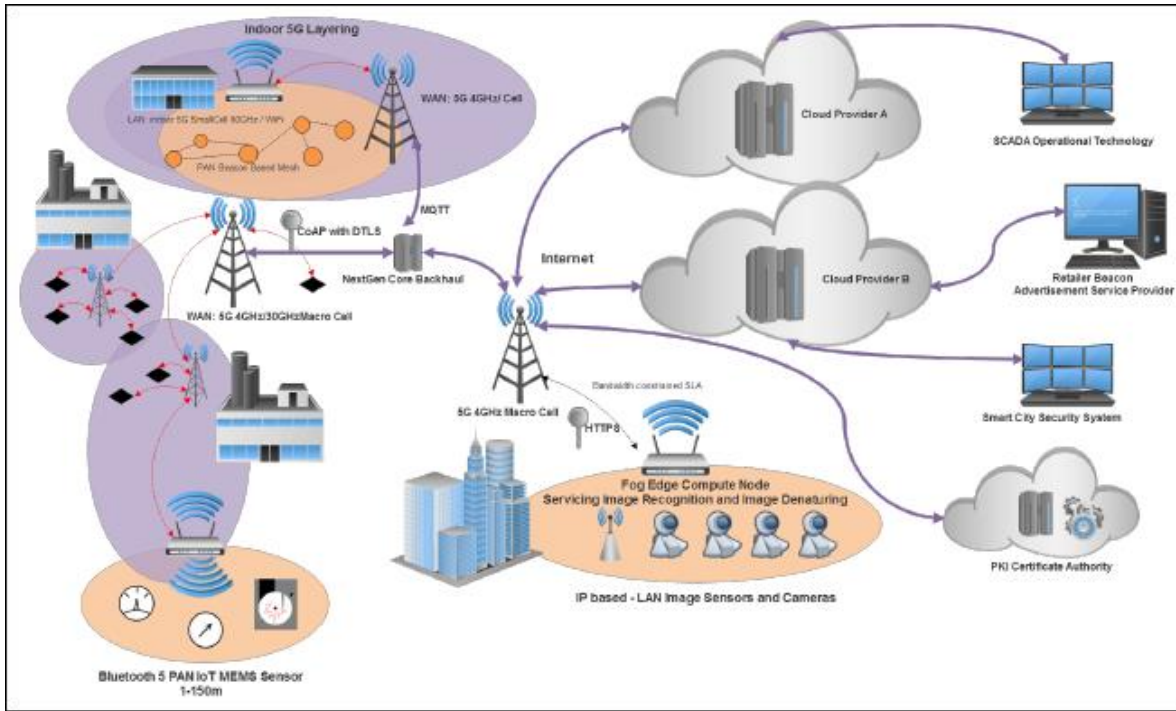 Indoor 5G Layering
WAN: 5G 4GHz/ Cell
LAN: indoor 5G SmallCell 60GHz / WiFi
PAN Beacon Based Mesh
MQTT
CoAP with DTLS
NextGen Core Backhaul
WAN: 5G 4GHz/30GHzMacro Cell
Internet
Cloud Provider A
SCADA Operational Technology
Cloud Provider B
Retailer Beacon
Advertisement Service Provider
Smart City Security System
Bandwidth constrained SLA
5G 4GHz Macro Cell
HTTPS
Fog Edge Compute Node
Servicing Image Recognition and Image Denaturing
IP based - LAN Image Sensors and Cameras
PKI Certificate Authority
Bluetooth 5 PAN IoT MEMS Sensor
1-150m